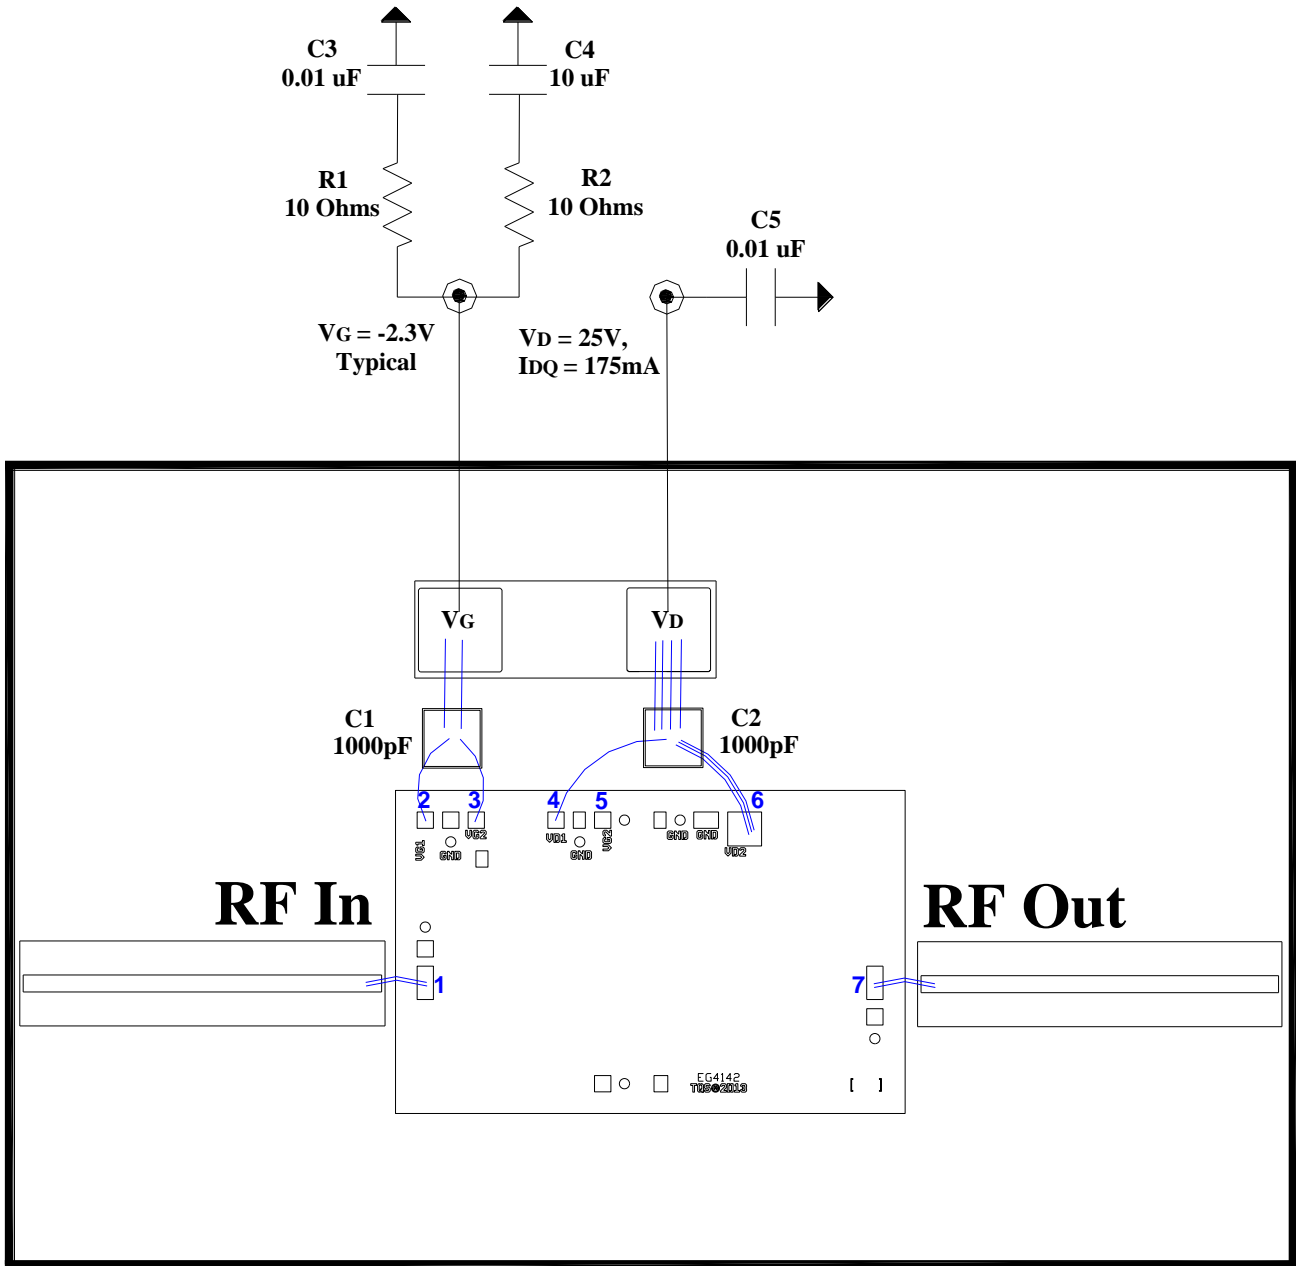 C3
0.01 uF
C4
10 uF
R1
10 Ohms
R2
10 Ohms
C5
0.01 uF
VG = -2.3V
Typical
VD = 25V,
IDQ = 175mA
VG
VD
C1
1000pF
C2
1000pF
2
3
4
5
6
VG1
GND
VG2
VD1
GND
VG2
GND
GND
VD2
RF In
RF Out
1
7
EG4142
TQS©2013
[ ]